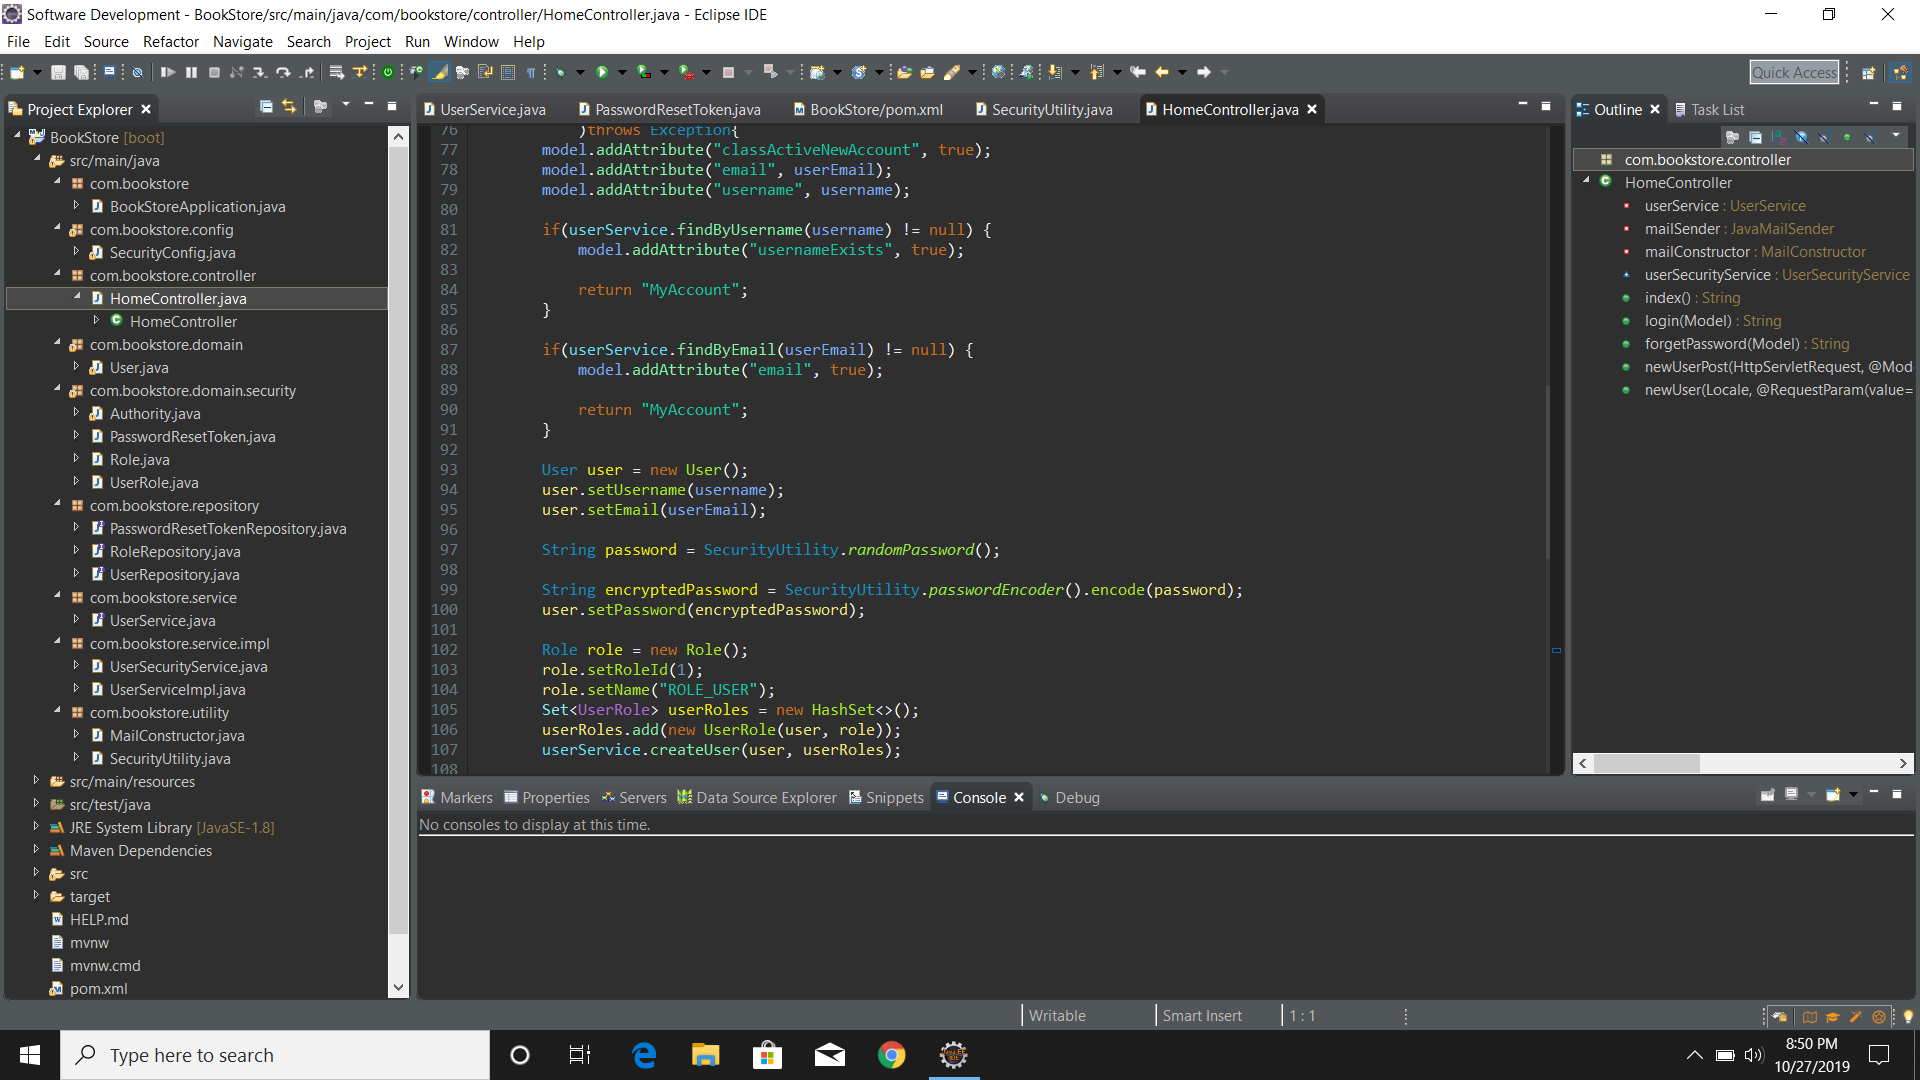 Software Development - BookStore/src/main/java/com/bookstore/controller/HomeController.java - Eclipse IDE
File Edit Source Refactor Navigate Search Project Run Window Help
Quick Access
Project Explorer
BookStore [boot]
src/main/java
com.bookstore
BookStoreApplication.java
com.bookstore.config
SecurityConfig.java
com.bookstore.controller
HomeController.java
HomeController
com.bookstore.domain
User.java
com.bookstore.domain.security
Authority.java
PasswordResetToken.java
Role.java
UserRole.java
com.bookstore.repository
PasswordResetTokenRepository.java
RoleRepository.java
UserRepository.java
com.bookstore.service
UserService.java
com.bookstore.service.impl
UserSecurityService.java
UserServiceImpl.java
com.bookstore.utility
MailConstructor.java
SecurityUtility.java
src/main/resources
src/test/java
JRE System Library [JavaSE-1.8]
Maven Dependencies
src
target
HELP.md
mvnw
mvnw.cmd
pom.xml
UserService.java PasswordResetToken.java BookStore/pom.xml SecurityUtility.java HomeController.java
76 )throws Exception{
77 model.addAttribute("classActiveNewAccount", true);
78 model.addAttribute("email", userEmail);
79 model.addAttribute("username", username);
80
81 if(userService.findByUsername(username) != null) {
82 model.addAttribute("usernameExists", true);
83
84 return "MyAccount";
85 }
86
87 if(userService.findByEmail(userEmail) != null) {
88 model.addAttribute("email", true);
89
90 return "MyAccount";
91 }
92
93 User user = new User();
94 user.setUsername(username);
95 user.setEmail(userEmail);
96
97 String password = SecurityUtility.randomPassword();
98
99 String encryptedPassword = SecurityUtility.passwordEncoder().encode(password);
100 user.setPassword(encryptedPassword);
101
102 Role role = new Role();
103 role.setRoleId(1);
104 role.setName("ROLE_USER");
105 Set<UserRole> userRoles = new HashSet<>();
106 userRoles.add(new UserRole(user, role));
107 userService.createUser(user, userRoles);
108
Outline Task List
com.bookstore.controller
HomeController
userService : UserService
mailSender : JavaMailSender
mailConstructor : MailConstructor
userSecurityService : UserSecurityService
index() : String
login(Model) : String
forgetPassword(Model) : String
newUserPost(HttpServletRequest, @Mod
newUser(Locale, @RequestParam(value=
Markers Properties Servers Data Source Explorer Snippets Console Debug
No consoles to display at this time.
Writable Smart Insert 1 : 1
Type here to search
8:50 PM
10/27/2019